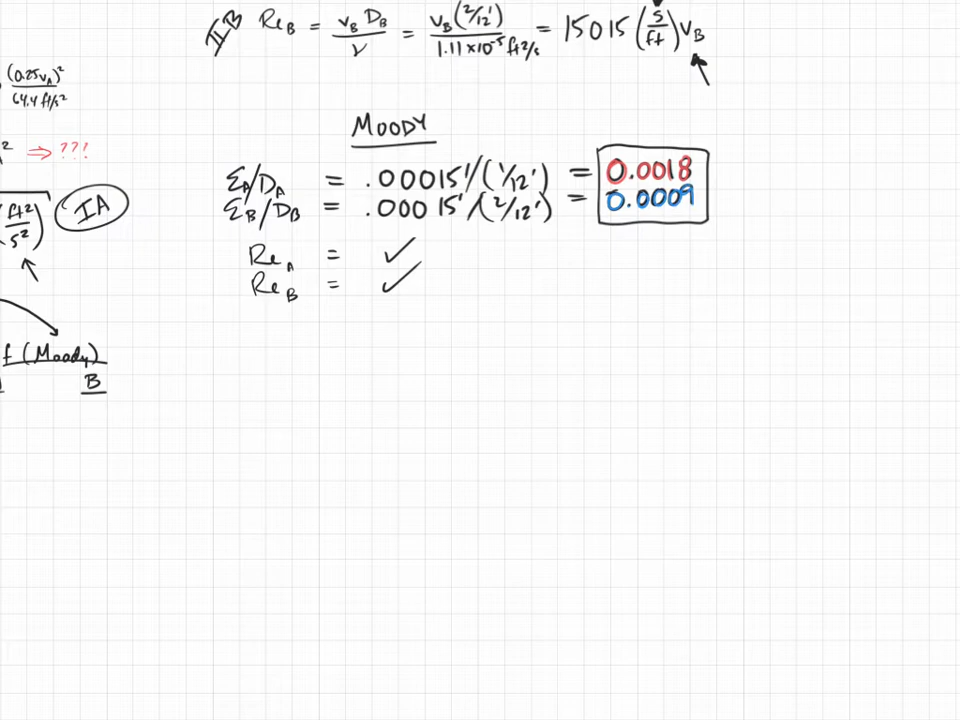 IIB Re_B = v_B D_B / ν = v_B (2/12') / 1.11×10⁻⁵ ft²/s = 15015 (s/ft) v_B
(0.25v_A)² / 64.4 ft/s²
² ⇒ ???
(ft²/s²) IA
f (Moody)
B
MOODY
ε_A/D_A = .00015'/(1/12') = 0.0018
ε_B/D_B = .00015'/(2/12') = 0.0009
Re_A = ✓
Re_B = ✓